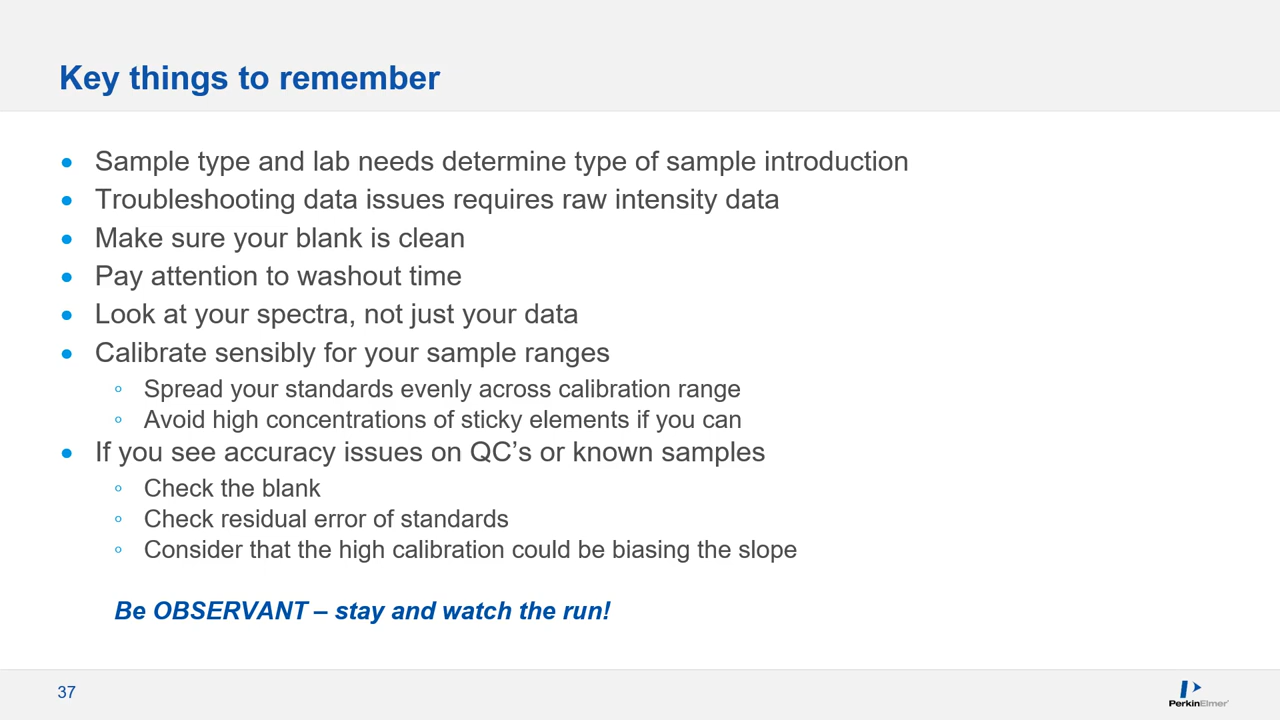 Key things to remember
• Sample type and lab needs determine type of sample introduction
• Troubleshooting data issues requires raw intensity data
• Make sure your blank is clean
• Pay attention to washout time
• Look at your spectra, not just your data
• Calibrate sensibly for your sample ranges
◦ Spread your standards evenly across calibration range
◦ Avoid high concentrations of sticky elements if you can
• If you see accuracy issues on QC’s or known samples
◦ Check the blank
◦ Check residual error of standards
◦ Consider that the high calibration could be biasing the slope
Be OBSERVANT – stay and watch the run!
37
PerkinElmer